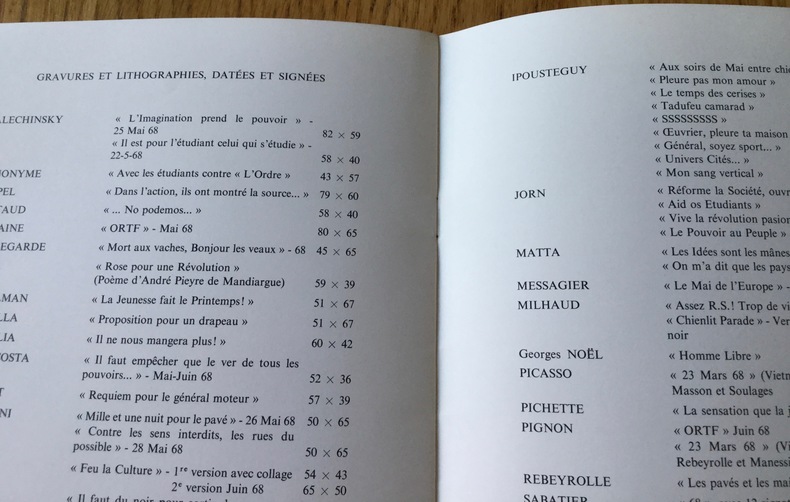 GRAVURES ET LITHOGRAPHIES, DATÉES ET SIGNÉES
LECHINSKY « L'Imagination prend le pouvoir » -
25 Mai 68 82 × 59
« Il est pour l'étudiant celui qui s'étudie » -
22-5-68 58 × 40
ONYME « Avec les étudiants contre « L'Ordre » 43 × 57
PEL « Dans l'action, ils ont montré la source... » 79 × 60
TAUD « ... No podemos... » 58 × 40
AINE « ORTF » - Mai 68 80 × 65
EGARDE « Mort aux vaches, Bonjour les veaux » - 68 45 × 65
« Rose pour une Révolution »
(Poème d'André Pieyre de Mandiargue) 59 × 39
LMAN « La Jeunesse fait le Printemps! » 51 × 67
LLA « Proposition pour un drapeau » 51 × 67
LIA « Il ne nous mangera plus! » 60 × 42
COSTA « Il faut empêcher que le ver de tous les
pouvoirs... » - Mai-Juin 68 52 × 36
T « Requiem pour le général moteur » 57 × 39
NI « Mille et une nuit pour le pavé » - 26 Mai 68 50 × 65
« Contre les sens interdits, les rues du
possible » - 28 Mai 68 50 × 65
« Feu la Culture » - 1re version avec collage 54 × 43
2e version Juin 68 65 × 50
« Il faut du noir pour
IPOUSTEGUY « Aux soirs de Mai entre chie
« Pleure pas mon amour »
« Le temps des cerises »
« Tadufeu camarad »
« SSSSSSSSS »
« Œuvrier, pleure ta maison
« Général, soyez sport... »
« Univers Cités... »
« Mon sang vertical »
JORN « Réforme la Société, ouvr
« Aid os Etudiants »
« Vive la révolution pasion
« Le Pouvoir au Peuple »
MATTA « Les Idées sont les mânes
« On m'a dit que les pays
MESSAGIER « Le Mai de l'Europe » -
MILHAUD « Assez R.S.! Trop de vi
« Chienlit Parade » - Ver
noir
Georges NOËL « Homme Libre »
PICASSO « 23 Mars 68 » (Vietn
Masson et Soulages
PICHETTE « La sensation que la j
PIGNON « ORTF » Juin 68
« 23 Mars 68 » (Vi
Rebeyrolle et Manessi
REBEYROLLE « Les pavés et les ma
SABATIER